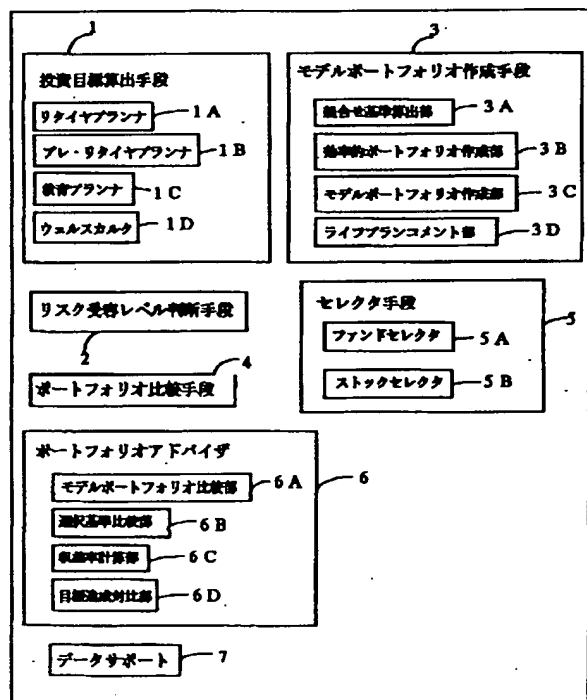 1
投資目標算出手段
リタイヤプランナ 1A
プレ・リタイヤプランナ 1B
教育プランナ 1C
ウェルスカルク 1D
3
モデルポートフォリオ作成手段
組合せ基準算出部 3A
効率的ポートフォリオ作成部 3B
モデルポートフォリオ作成部 3C
ライフプランコメント部 3D
リスク受容レベル判断手段
2
4
ポートフォリオ比較手段
セレクタ手段
5
ファンドセレクタ 5A
ストックセレクタ 5B
ポートフォリオアドバイザ
6
モデルポートフォリオ比較部 6A
選択基準比較部 6B
収益率計算部 6C
目標達成対比部 6D
データサポート 7